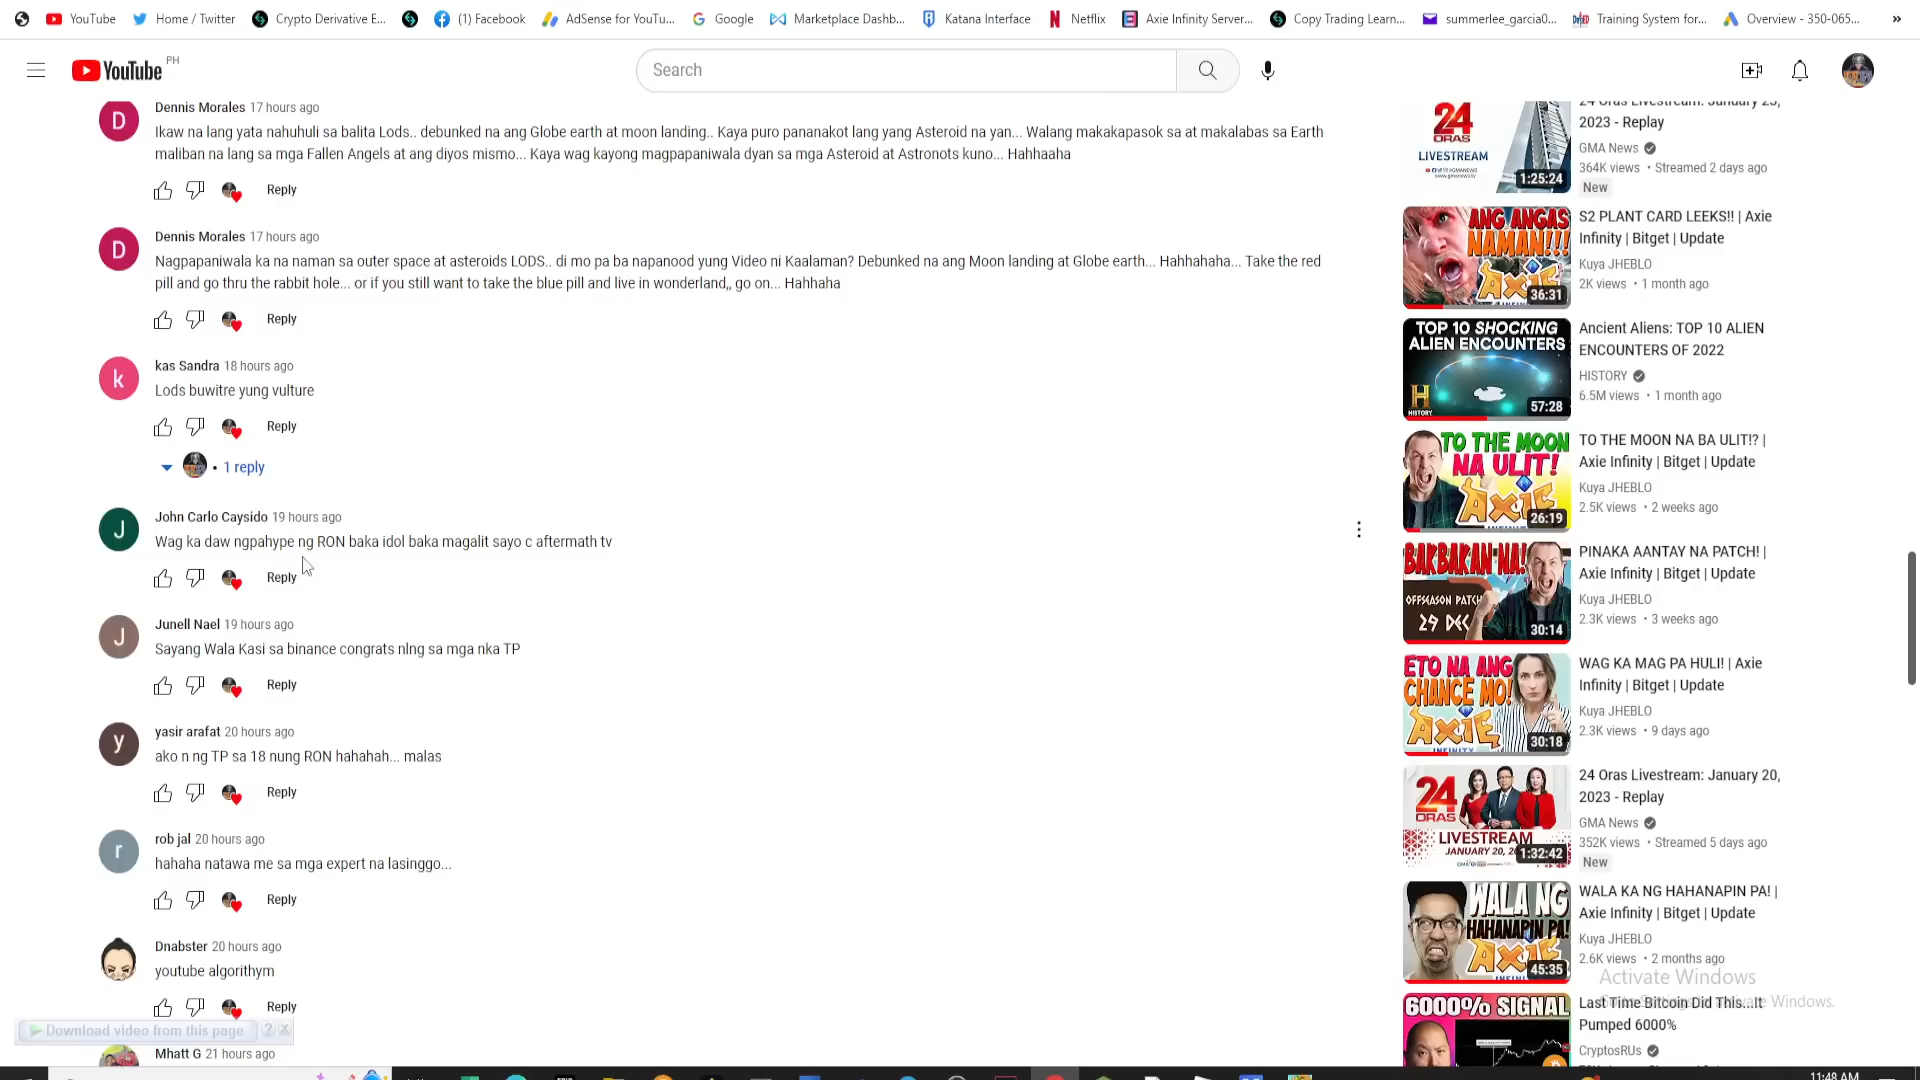 YouTube
Home / Twitter
Crypto Derivative E...
(1) Facebook
AdSense for YouTu...
Google
Marketplace Dashb...
Katana Interface
Netflix
Axie Infinity Server...
Copy Trading Learn...
summerlee_garcia0...
Training System for...
Overview - 350-065...
»
YouTube PH
Search
Dennis Morales 17 hours ago
Ikaw na lang yata nahuhuli sa balita Lods.. debunked na ang Globe earth at moon landing.. Kaya puro pananakot lang yang Asteroid na yan... Walang makakapasok sa at makalabas sa Earth
maliban na lang sa mga Fallen Angels at ang diyos mismo... Kaya wag kayong magpapaniwala dyan sa mga Asteroid at Astronots kuno... Hahhaaha
Reply
Dennis Morales 17 hours ago
Nagpapaniwala ka na naman sa outer space at asteroids LODS.. di mo pa ba napanood yung Video ni Kaalaman? Debunked na ang Moon landing at Globe earth... Hahhahaha... Take the red
pill and go thru the rabbit hole... or if you still want to take the blue pill and live in wonderland,, go on... Hahhaha
Reply
kas Sandra 18 hours ago
Lods buwitre yung vulture
Reply
1 reply
John Carlo Caysido 19 hours ago
Wag ka daw ngpahype ng RON baka idol baka magalit sayo c aftermath tv
Reply
Junell Nael 19 hours ago
Sayang Wala Kasi sa binance congrats nlng sa mga nka TP
Reply
yasir arafat 20 hours ago
ako n ng TP sa 18 nung RON hahahah... malas
Reply
rob jal 20 hours ago
hahaha natawa me sa mga expert na lasinggo...
Reply
Dnabster 20 hours ago
youtube algorithym
Reply
Download video from this page ? x
Mhatt G 21 hours ago
24 ORAS
LIVESTREAM
1:25:24
24 Oras Livestream: January 23,
2023 - Replay
GMA News
364K views • Streamed 2 days ago
New
ANG ANGAS
NAMAN!!!
AXIE
36:31
S2 PLANT CARD LEEKS!! | Axie
Infinity | Bitget | Update
Kuya JHEBLO
2K views • 1 month ago
TOP 10 SHOCKING
ALIEN ENCOUNTERS
H
HISTORY
57:28
Ancient Aliens: TOP 10 ALIEN
ENCOUNTERS OF 2022
HISTORY
6.5M views • 1 month ago
TO THE MOON
NA ULIT!
AXIE
26:19
TO THE MOON NA BA ULIT!? |
Axie Infinity | Bitget | Update
Kuya JHEBLO
2.5K views • 2 weeks ago
BAKBAKAN NA!
OFFSEASON PATCH
29 DEC
30:14
PINAKA AANTAY NA PATCH! |
Axie Infinity | Bitget | Update
Kuya JHEBLO
2.3K views • 3 weeks ago
ETO NA ANG
CHANCE MO!
AXIE
INFINITY
30:18
WAG KA MAG PA HULI! | Axie
Infinity | Bitget | Update
Kuya JHEBLO
2.3K views • 9 days ago
24
ORAS
LIVESTREAM
JANUARY 20,
1:32:42
24 Oras Livestream: January 20,
2023 - Replay
GMA News
352K views • Streamed 5 days ago
New
WALA NG
HAHANAPIN PA!
AXIE
45:35
WALA KA NG HAHANAPIN PA! |
Axie Infinity | Bitget | Update
Kuya JHEBLO
2.6K views • 2 months ago
Activate Windows
6000% SIGNAL
Last Time Bitcoin Did This...It
Pumped 6000%
CryptosRUs
11:48 AM